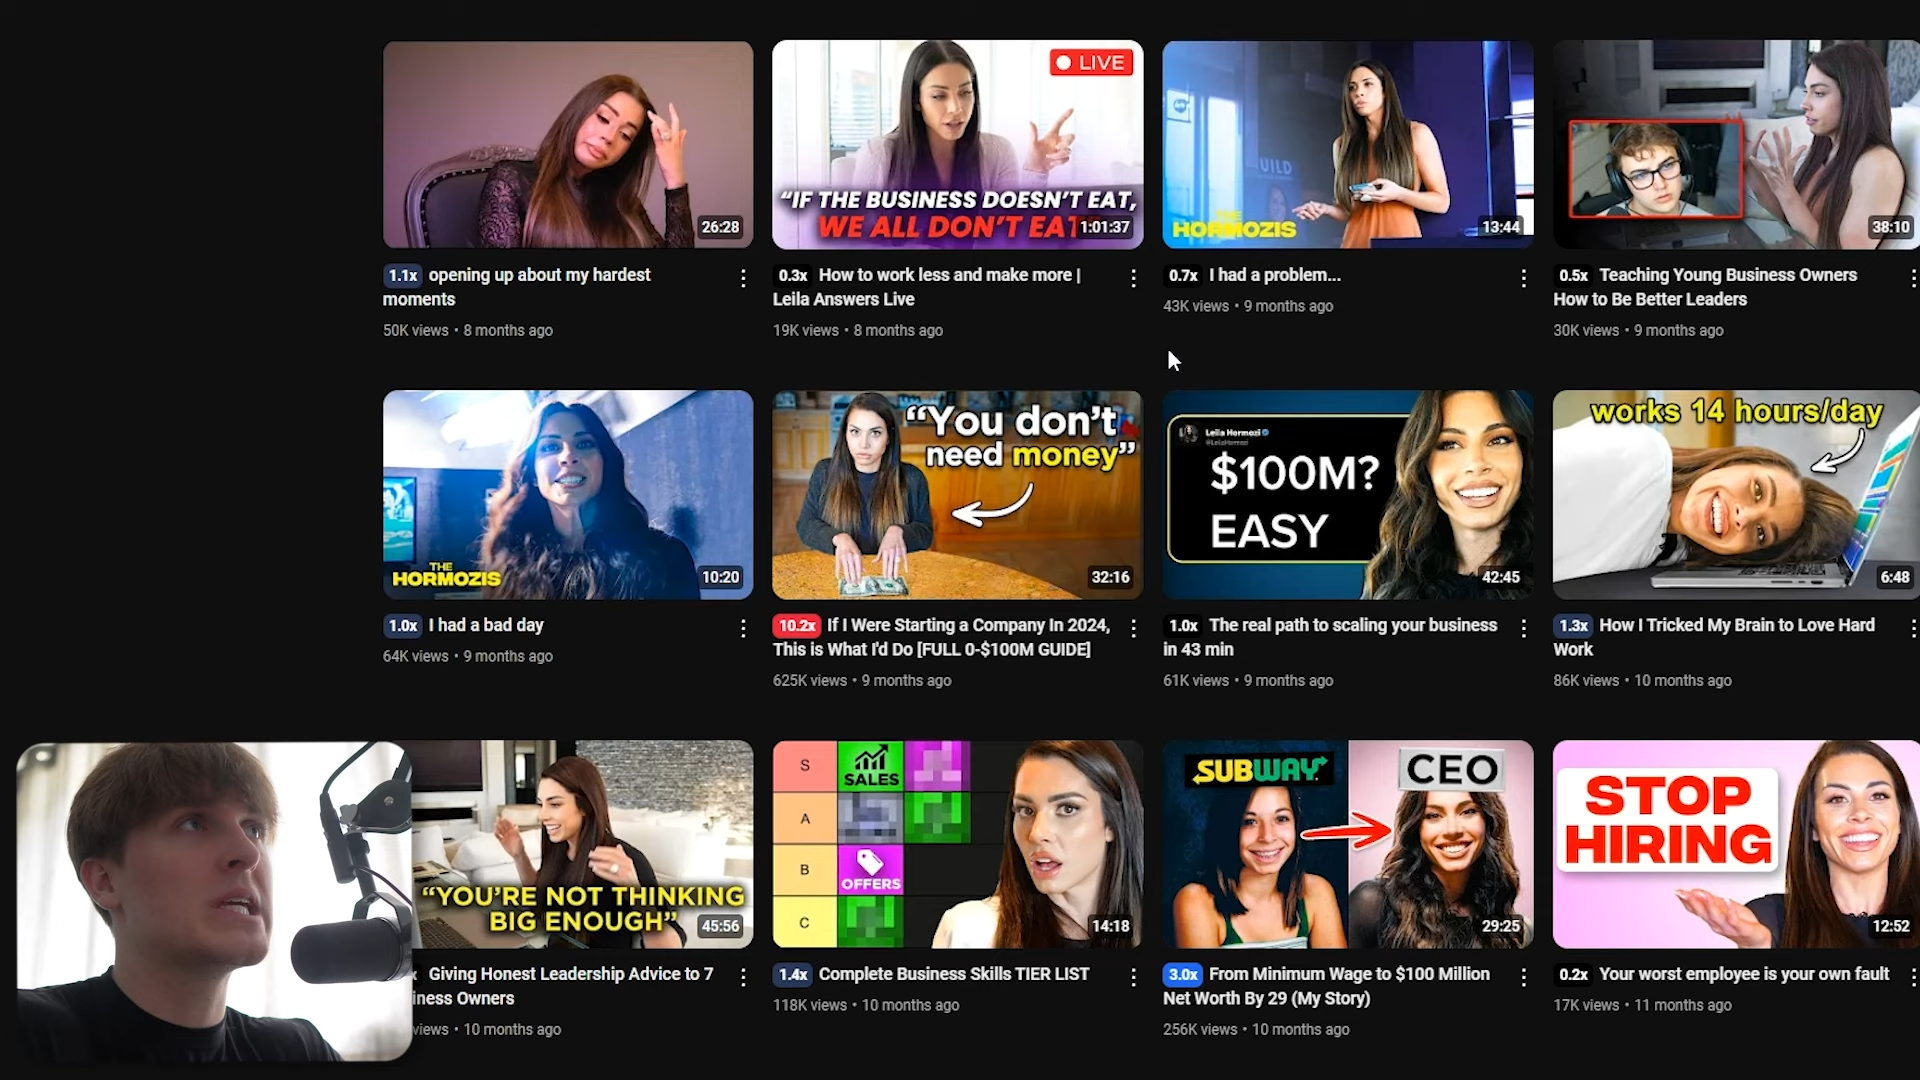 LIVE
"IF THE BUSINESS DOESN'T EAT,
WE ALL DON'T EAT
26:28
1:01:37
UILD
THE
HORMOZIS
13:44
38:10
1.1x opening up about my hardest
moments
50K views • 8 months ago
0.3x How to work less and make more |
Leila Answers Live
19K views • 8 months ago
0.7x I had a problem...
43K views • 9 months ago
0.5x Teaching Young Business Owners
How to Be Better Leaders
30K views • 9 months ago
THE
HORMOZIS
10:20
"You don't
need money"
32:16
Leila Hormozi
@LeilaHormozi
$100M?
EASY
42:45
works 14 hours/day
6:48
1.0x I had a bad day
64K views • 9 months ago
10.2x If I Were Starting a Company In 2024,
This is What I'd Do [FULL 0-$100M GUIDE]
625K views • 9 months ago
1.0x The real path to scaling your business
in 43 min
61K views • 9 months ago
1.3x How I Tricked My Brain to Love Hard
Work
86K views • 10 months ago
"YOU'RE NOT THINKING
BIG ENOUGH"
45:56
S
SALES
A
B
OFFERS
C
14:18
SUBWAY
CEO
29:25
STOP
HIRING
12:52
x Giving Honest Leadership Advice to 7
iness Owners
views • 10 months ago
1.4x Complete Business Skills TIER LIST
118K views • 10 months ago
3.0x From Minimum Wage to $100 Million
Net Worth By 29 (My Story)
256K views • 10 months ago
0.2x Your worst employee is your own fault
17K views • 11 months ago